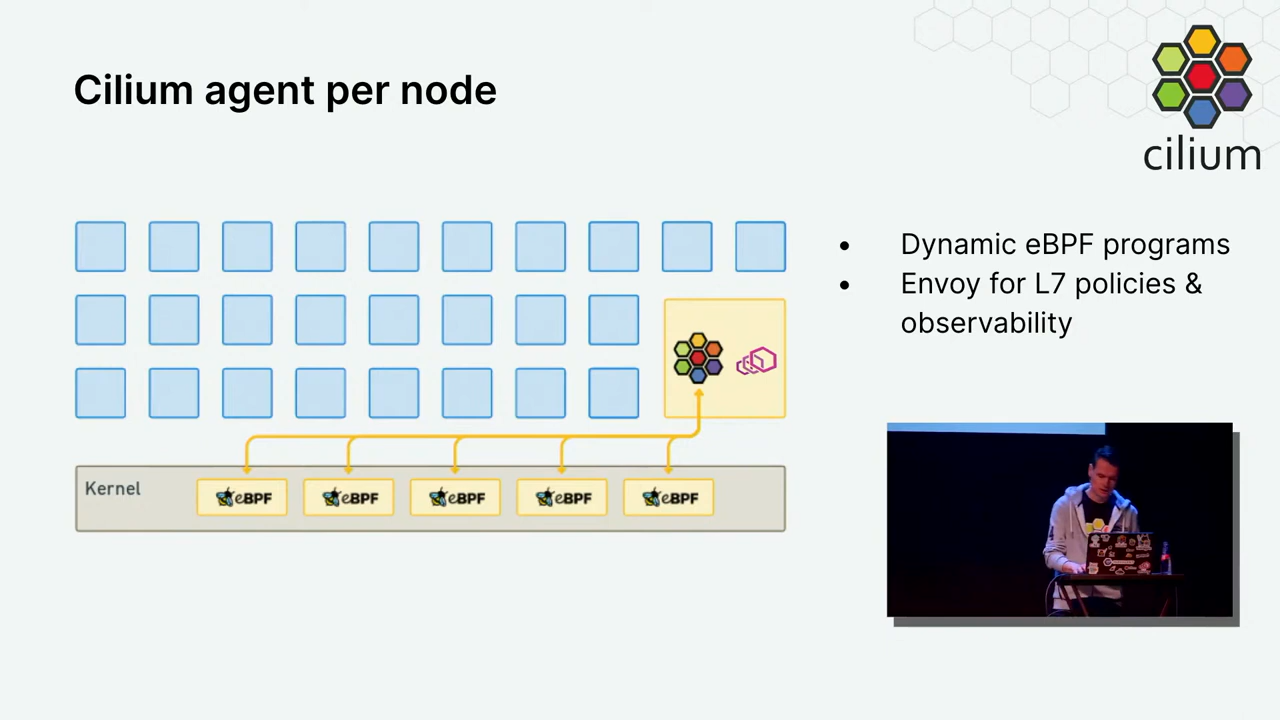 Cilium agent per node
cilium
Dynamic eBPF programs
Envoy for L7 policies &
observability
Kernel
eBPF
eBPF
eBPF
eBPF
eBPF